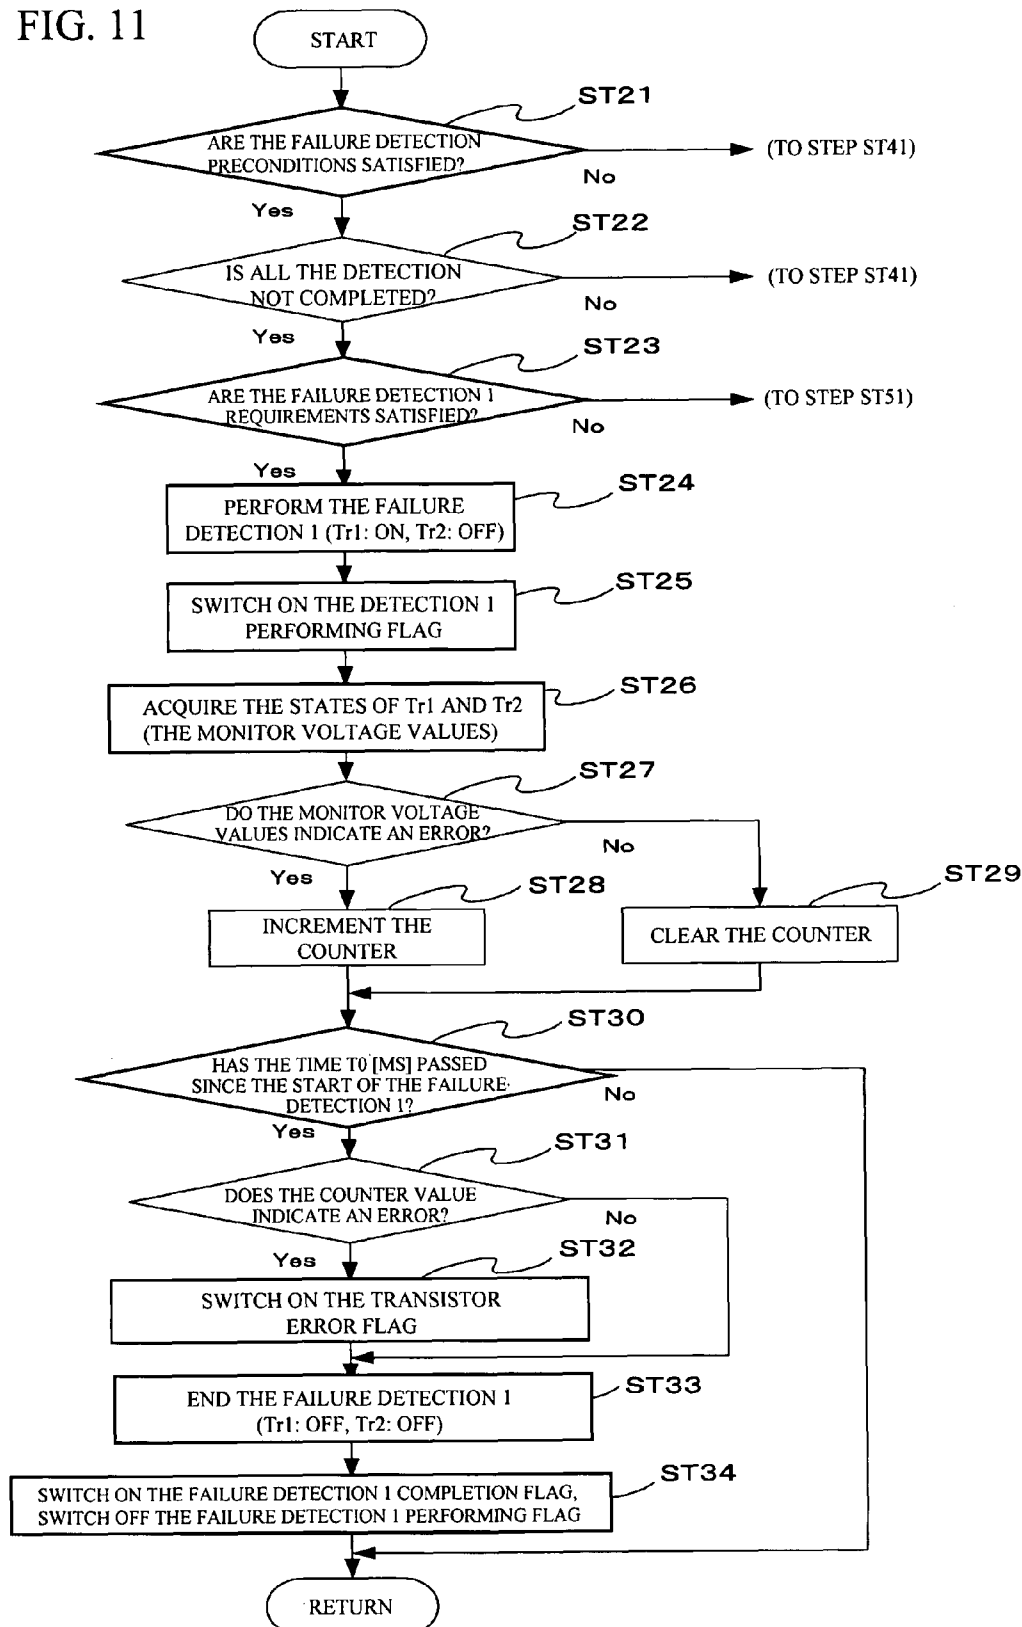 FIG. 11
START
ST21
ARE THE FAILURE DETECTION
PRECONDITIONS SATISFIED?
(TO STEP ST41)
No
Yes
ST22
IS ALL THE DETECTION
NOT COMPLETED?
(TO STEP ST41)
No
Yes
ST23
ARE THE FAILURE DETECTION 1
REQUIREMENTS SATISFIED?
(TO STEP ST51)
No
Yes
ST24
PERFORM THE FAILURE
DETECTION 1 (Tr1: ON, Tr2: OFF)
ST25
SWITCH ON THE DETECTION 1
PERFORMING FLAG
ST26
ACQUIRE THE STATES OF Tr1 AND Tr2
(THE MONITOR VOLTAGE VALUES)
ST27
DO THE MONITOR VOLTAGE
VALUES INDICATE AN ERROR?
No
Yes
ST28
INCREMENT THE
COUNTER
ST29
CLEAR THE COUNTER
ST30
HAS THE TIME T0 [MS] PASSED
SINCE THE START OF THE FAILURE
DETECTION 1?
No
Yes
ST31
DOES THE COUNTER VALUE
INDICATE AN ERROR?
No
Yes
ST32
SWITCH ON THE TRANSISTOR
ERROR FLAG
ST33
END THE FAILURE DETECTION 1
(Tr1: OFF, Tr2: OFF)
ST34
SWITCH ON THE FAILURE DETECTION 1 COMPLETION FLAG,
SWITCH OFF THE FAILURE DETECTION 1 PERFORMING FLAG
RETURN